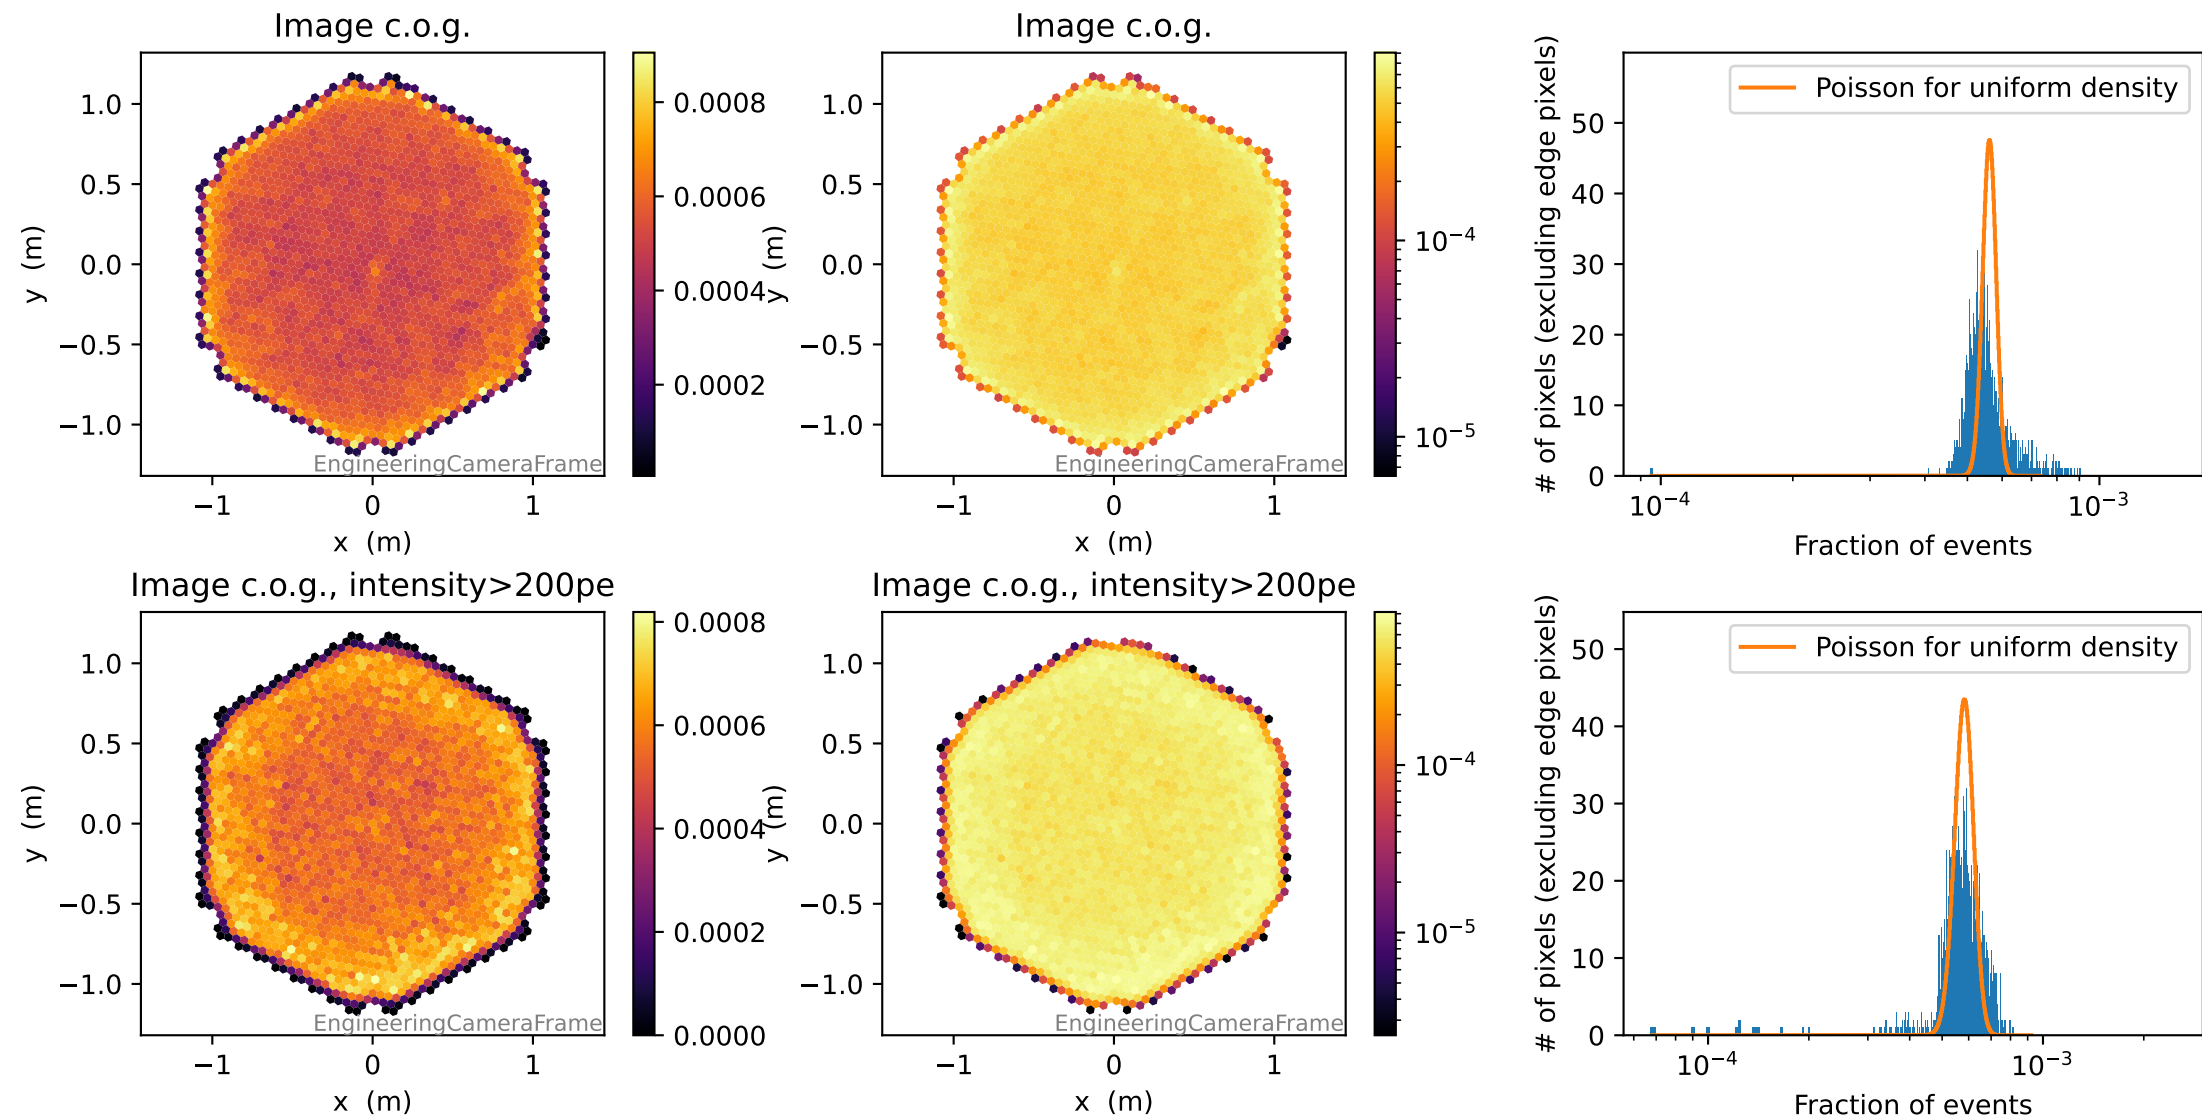 Image c.o.g.
1.0
0.5
0.0
−0.5
−1.0
y (m)
−1
0
1
x (m)
EngineeringCameraFrame
0.0008
0.0006
0.0004
0.0002
Image c.o.g.
1.0
0.5
0.0
−0.5
−1.0
y (m)
−1
0
1
x (m)
EngineeringCameraFrame
10⁻⁴
10⁻⁵
Poisson for uniform density
# of pixels (excluding edge pixels)
50
40
30
20
10
0
10⁻⁴
10⁻³
Fraction of events
Image c.o.g., intensity>200pe
1.0
0.5
0.0
−0.5
−1.0
y (m)
−1
0
1
x (m)
EngineeringCameraFrame
0.0008
0.0006
0.0004
0.0002
0.0000
Image c.o.g., intensity>200pe
1.0
0.5
0.0
−0.5
−1.0
y (m)
−1
0
1
x (m)
EngineeringCameraFrame
10⁻⁴
10⁻⁵
Poisson for uniform density
# of pixels (excluding edge pixels)
50
40
30
20
10
0
10⁻⁴
10⁻³
Fraction of events